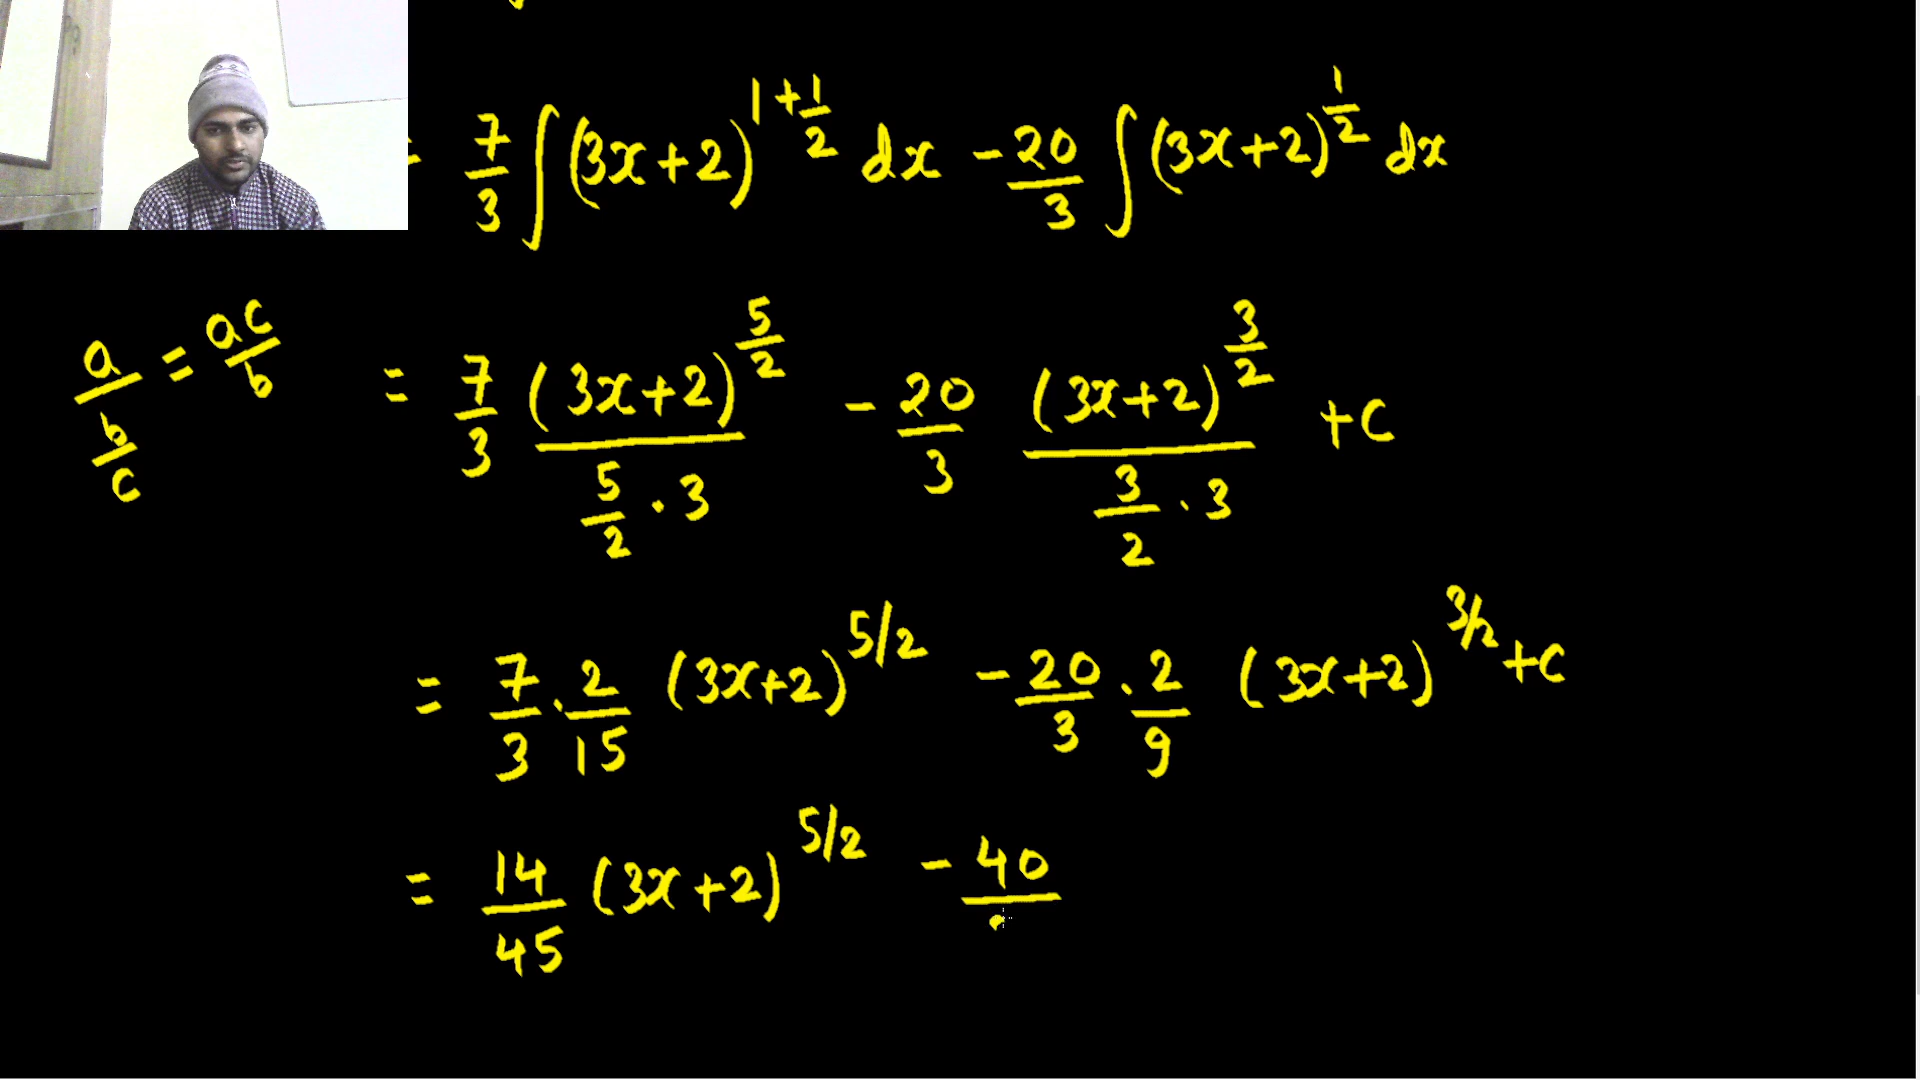 = 7/3 ∫ (3x+2)^(1+1/2) dx - 20/3 ∫ (3x+2)^(1/2) dx
a/(b/c) = ac/b
= 7/3 (3x+2)^(5/2) / (5/2 · 3) - 20/3 (3x+2)^(3/2) / (3/2 · 3) + c
= 7/3 · 2/15 (3x+2)^(5/2) - 20/3 · 2/9 (3x+2)^(3/2) + c
= 14/45 (3x+2)^(5/2) - 40/